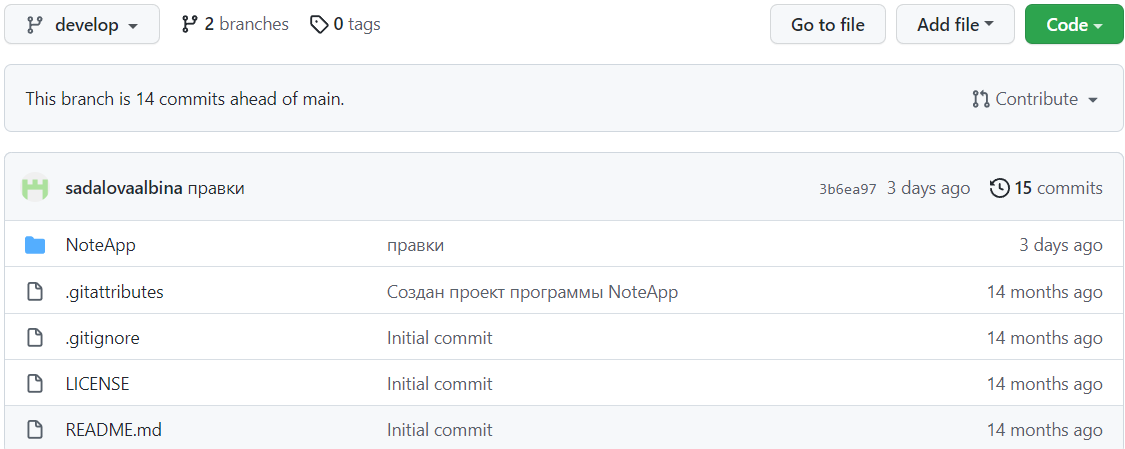 develop 2 branches 0 tags Go to file Add file Code
This branch is 14 commits ahead of main. Contribute
sadalovaalbina правки 3b6ea97 3 days ago 15 commits
NoteApp правки 3 days ago
.gitattributes Создан проект программы NoteApp 14 months ago
.gitignore Initial commit 14 months ago
LICENSE Initial commit 14 months ago
README.md Initial commit 14 months ago